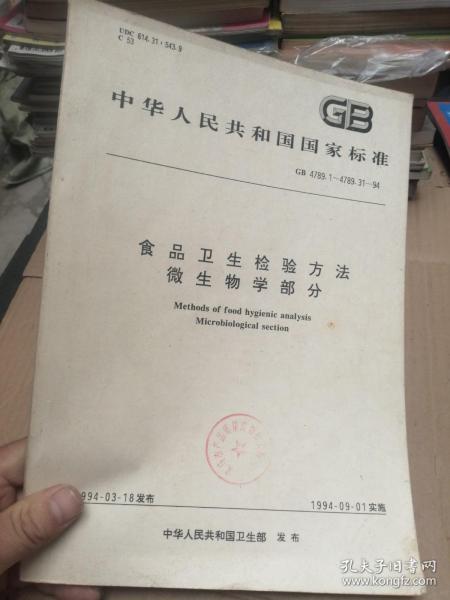 UDC 614.31:543.9
C 53
GB
中华人民共和国国家标准
GB 4789.1—4789.31—94
食品卫生检验方法
微生物学部分
Methods of food hygienic analysis
Microbiological section
1994-03-18发布
1994-09-01实施
中华人民共和国卫生部 发布
孔夫子旧书网